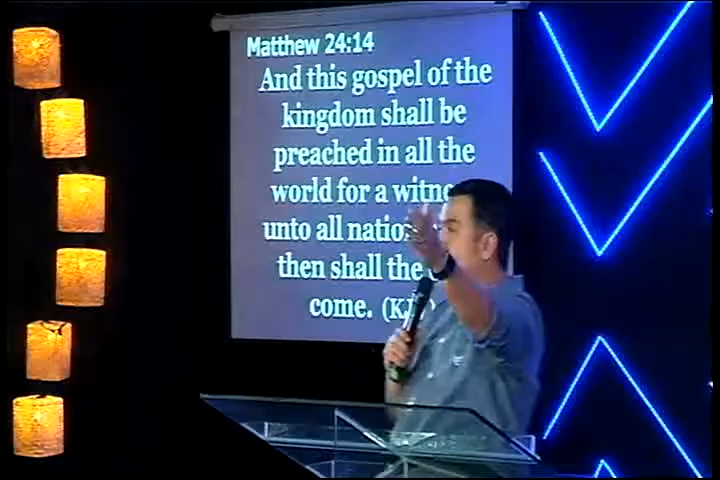 Matthew 24:14
And this gospel of the
kingdom shall be
preached in all the
world for a
unto all
then shall the
come.